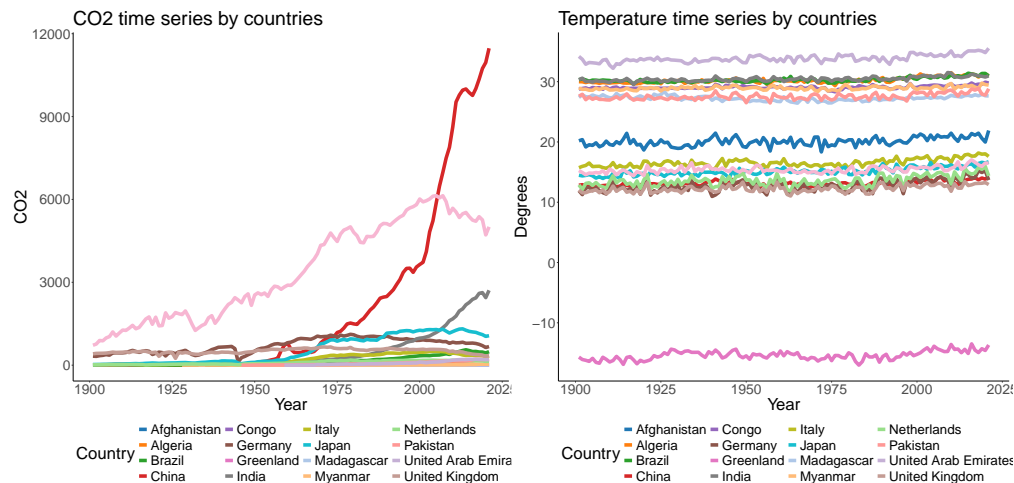 CO2 time series by countries
12000
9000
6000
3000
0
CO2
1900 1925 1950 1975 2000 2025
Year
Country
Afghanistan Congo Italy Netherlands
Algeria Germany Japan Pakistan
Brazil Greenland Madagascar United Arab Emira
China India Myanmar United Kingdom
Temperature time series by countries
30
20
10
0
−10
Degrees
1900 1925 1950 1975 2000 2025
Year
Country
Afghanistan Congo Italy Netherlands
Algeria Germany Japan Pakistan
Brazil Greenland Madagascar United Arab Emirates
China India Myanmar United Kingdom